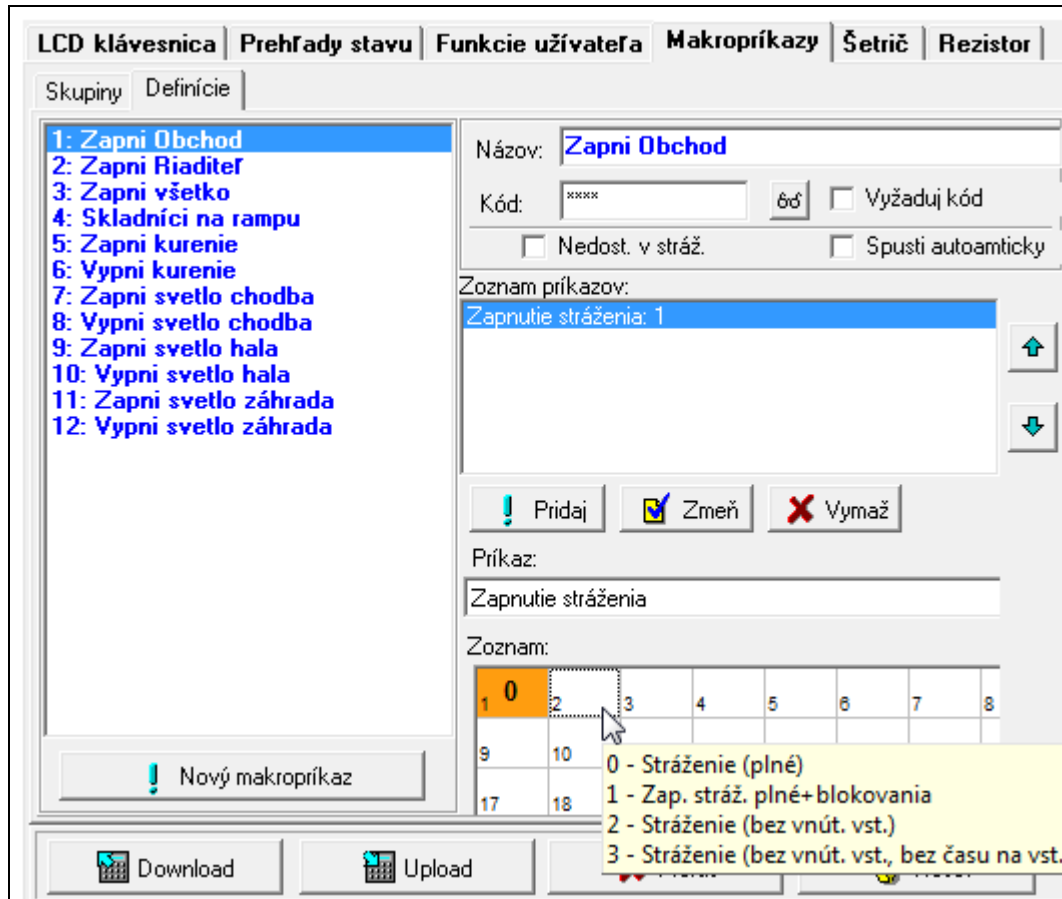 LCD klávesnica Prehľady stavu Funkcie užívateľa Makropríkazy Šetrič Rezistor
Skupiny Definície
1: Zapni Obchod
2: Zapni Riaditeľ
3: Zapni všetko
4: Skladníci na rampu
5: Zapni kurenie
6: Vypni kurenie
7: Zapni svetlo chodba
8: Vypni svetlo chodba
9: Zapni svetlo hala
10: Vypni svetlo hala
11: Zapni svetlo záhrada
12: Vypni svetlo záhrada
Nový makropríkaz
Názov: Zapni Obchod
Kód: **** Vyžaduj kód
Nedost. v stráž. Spusti autoamticky
Zoznam príkazov:
Zapnutie stráženia: 1
Pridaj Zmeň Vymaž
Príkaz:
Zapnutie stráženia
Zoznam:
1 0 2 3 4 5 6 7 8
9 10
17 18
0 - Stráženie (plné)
1 - Zap. stráž. plné+blokovania
2 - Stráženie (bez vnút. vst.)
3 - Stráženie (bez vnút. vst., bez času na vst.
Download Upload